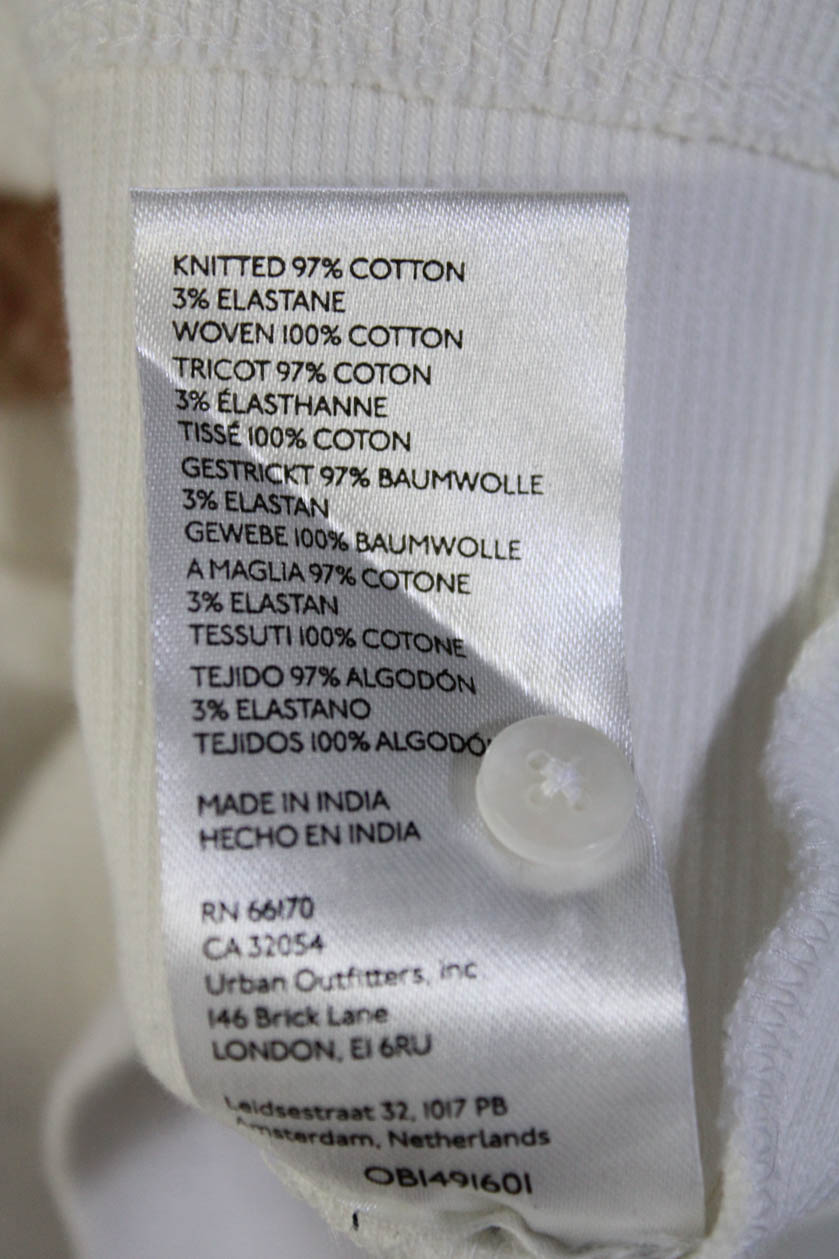 KNITTED 97% COTTON
3% ELASTANE
WOVEN 100% COTTON
TRICOT 97% COTON
3% ÉLASTHANNE
TISSÉ 100% COTON
GESTRICKT 97% BAUMWOLLE
3% ELASTAN
GEWEBE 100% BAUMWOLLE
A MAGLIA 97% COTONE
3% ELASTAN
TESSUTI 100% COTONE
TEJIDO 97% ALGODÓN
3% ELASTANO
TEJIDOS 100% ALGODÓ
MADE IN INDIA
HECHO EN INDIA
RN 66170
CA 32054
Urban Outfitters, inc
146 Brick Lane
LONDON, E1 6RU
Leidsestraat 32, 1017 PB
Amsterdam, Netherlands
OB1491601